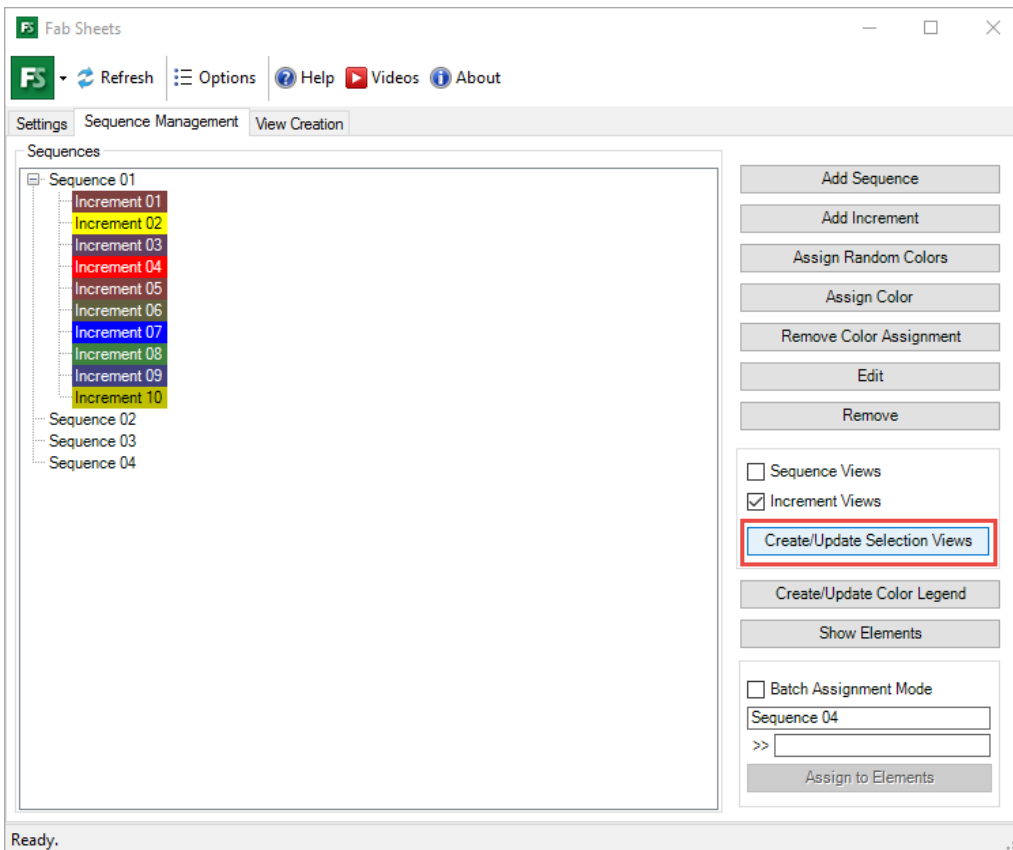 FS Fab Sheets
FS Refresh Options Help Videos About
Settings Sequence Management View Creation
Sequences
Sequence 01
Increment 01
Increment 02
Increment 03
Increment 04
Increment 05
Increment 06
Increment 07
Increment 08
Increment 09
Increment 10
Sequence 02
Sequence 03
Sequence 04
Add Sequence
Add Increment
Assign Random Colors
Assign Color
Remove Color Assignment
Edit
Remove
Sequence Views
Increment Views
Create/Update Selection Views
Create/Update Color Legend
Show Elements
Batch Assignment Mode
Sequence 04
>>
Assign to Elements
Ready.